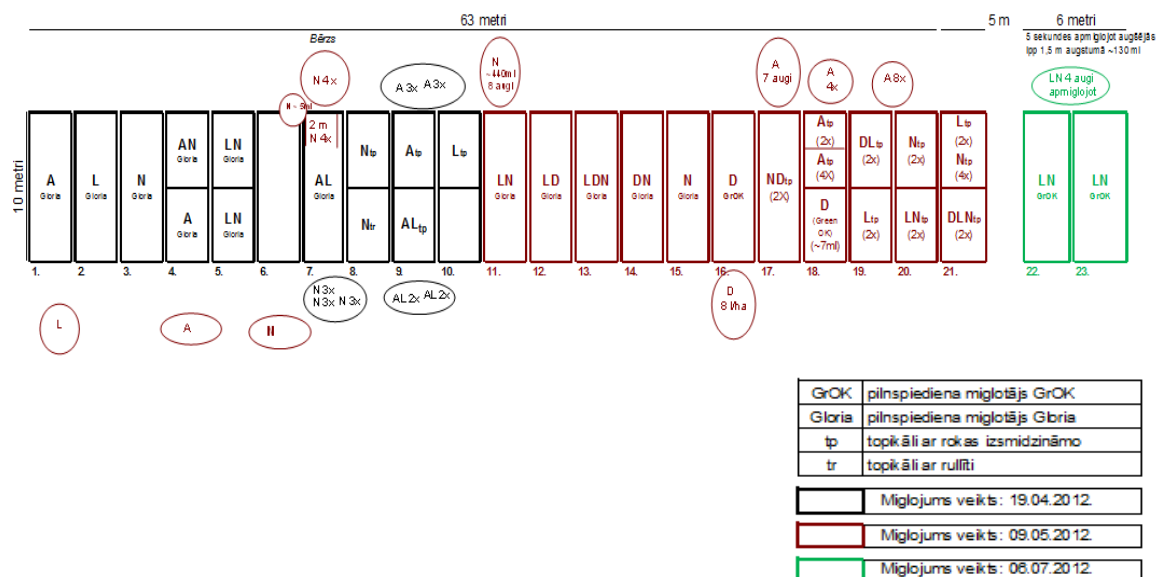 63 metri
5 m
6 metri
5 sekundes apmiglojot augšējās
lpp 1,5 m augstumā ~130 ml
Bērzs
N 4x
A 3x A 3x
N
~440ml
8 augi
A
7 augi
A
4x
A 8x
LN 4 augi
apmiglojot
N ~ 5ml
10 metri
A
Gloria
L
Gloria
N
Gloria
AN
Gloria
A
Gloria
LN
Gloria
LN
Gloria
2 m
N 4x
AL
Gloria
Ntp
Ntr
Atp
ALtp
Ltp
LN
Gloria
LD
Gloria
LDN
Gloria
DN
Gloria
N
Gloria
D
GrOK
NDtp
(2X)
Atp
(2x)
Atp
(4X)
D
(Green
OK)
(~7ml)
DLtp
(2x)
Ltp
(2x)
Ntp
(2x)
LNtp
(2x)
Ltp
(2x)
Ntp
(4x)
DLNtp
(2x)
LN
GrOK
LN
GrOK
1. 2. 3. 4. 5. 6. 7. 8. 9. 10. 11. 12. 13. 14. 15. 16. 17. 18. 19. 20. 21. 22. 23.
L
A
N
N 3x
N 3x N 3x
AL 2x AL 2x
D
8 l/ha
GrOK pilnspiediena miglotājs GrOK
Gloria pilnspiediena miglotājs Gloria
tp topikāli ar rokas izsmidzināmo
tr topikāli ar rullīti
Miglojums veikts: 19.04.2012.
Miglojums veikts: 09.05.2012.
Miglojums veikts: 06.07.2012.